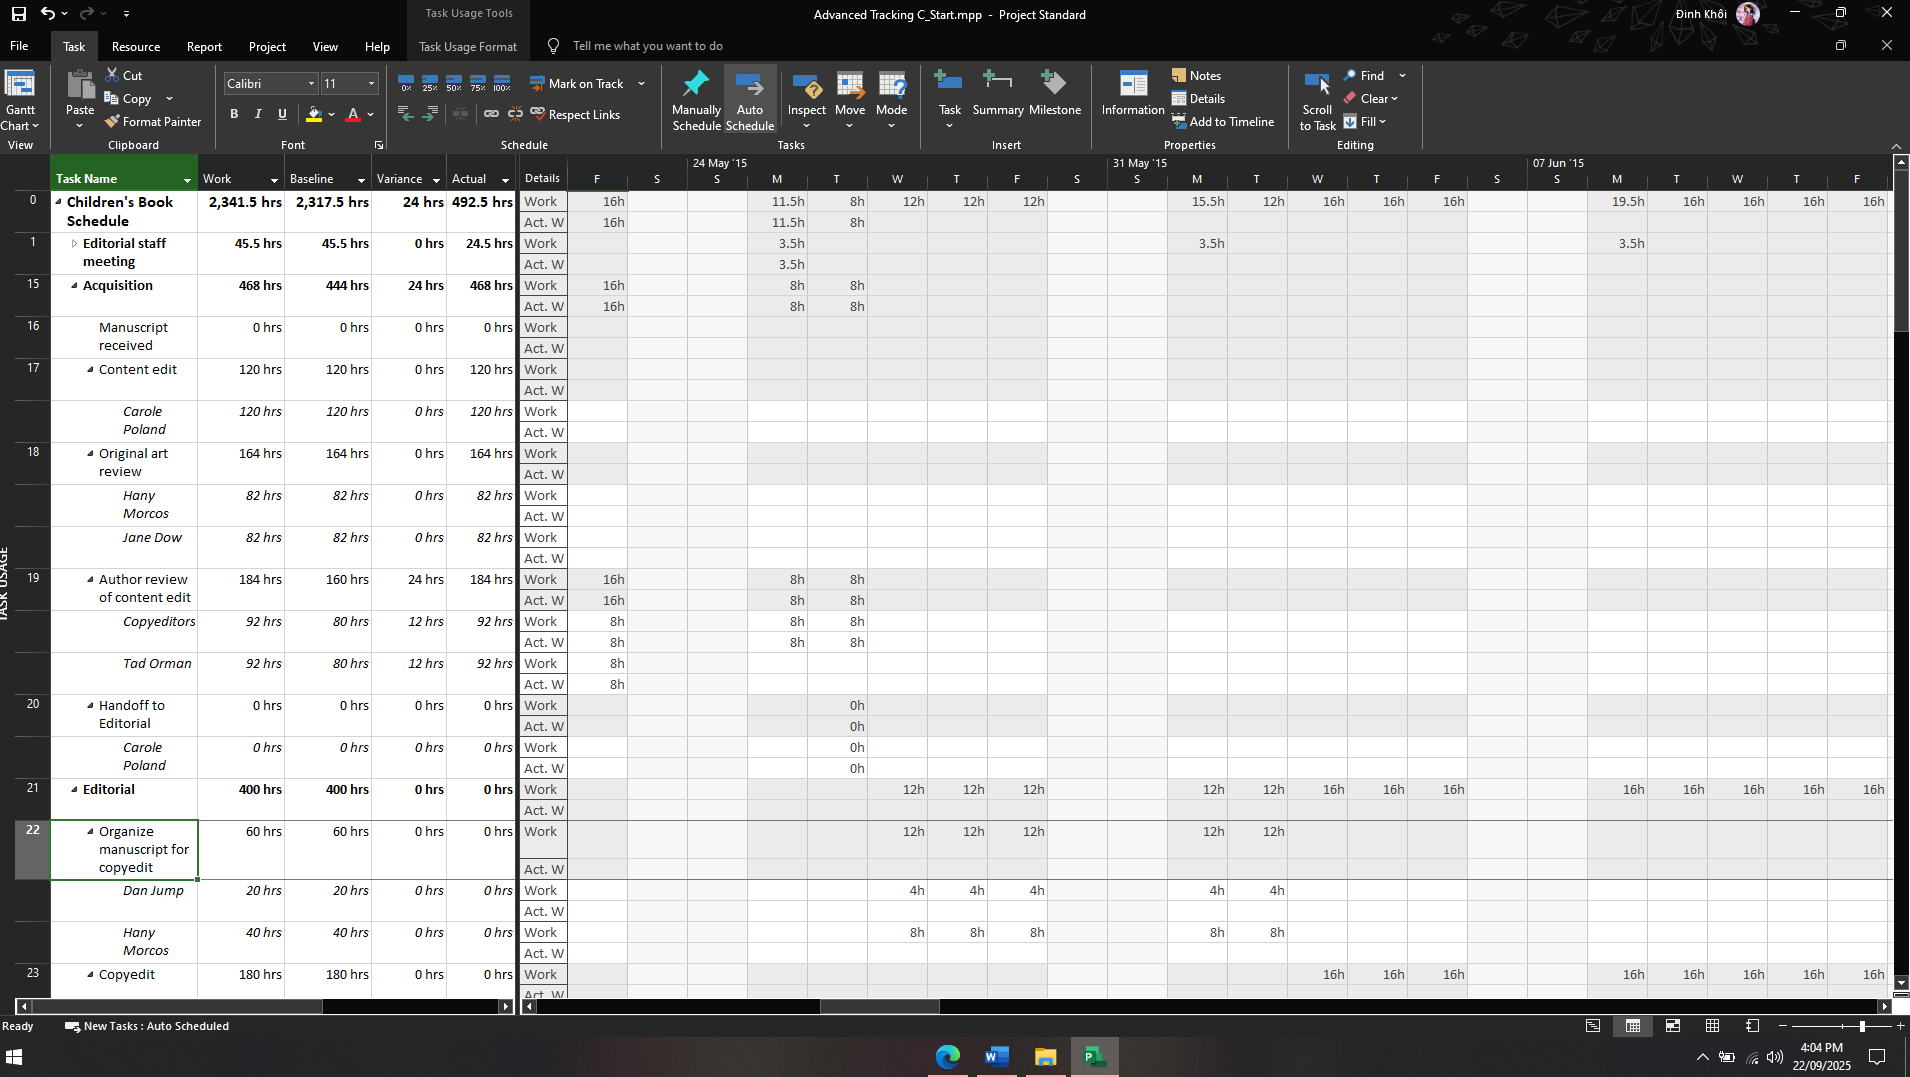 Task Usage Tools
Advanced Tracking C_Start.mpp - Project Standard
Đinh Khôi
File Task Resource Report Project View Help Task Usage Format Tell me what you want to do
Gantt Chart
View
Paste
Cut
Copy
Format Painter
Clipboard
Calibri 11
B I U A
Font
0% 25% 50% 75% 100%
Mark on Track
Respect Links
Schedule
Manually Schedule
Auto Schedule
Inspect
Move
Mode
Tasks
Task
Summary
Milestone
Insert
Information
Notes
Details
Add to Timeline
Properties
Scroll to Task
Find
Clear
Fill
Editing
24 May '15 31 May '15 07 Jun '15
Task Name Work Baseline Variance Actual Details F S S M T W T F S S M T W T F S S M T W T F
0 Children's Book Schedule 2,341.5 hrs 2,317.5 hrs 24 hrs 492.5 hrs Work 16h 11.5h 8h 12h 12h 12h 15.5h 12h 16h 16h 16h 19.5h 16h 16h 16h 16h
Act. W 16h 11.5h 8h
1 Editorial staff meeting 45.5 hrs 45.5 hrs 0 hrs 24.5 hrs Work 3.5h 3.5h 3.5h
Act. W 3.5h
15 Acquisition 468 hrs 444 hrs 24 hrs 468 hrs Work 16h 8h 8h
Act. W 16h 8h 8h
16 Manuscript received 0 hrs 0 hrs 0 hrs 0 hrs Work
Act. W
17 Content edit 120 hrs 120 hrs 0 hrs 120 hrs Work
Act. W
Carole Poland 120 hrs 120 hrs 0 hrs 120 hrs Work
Act. W
18 Original art review 164 hrs 164 hrs 0 hrs 164 hrs Work
Act. W
Hany Morcos 82 hrs 82 hrs 0 hrs 82 hrs Work
Act. W
Jane Dow 82 hrs 82 hrs 0 hrs 82 hrs Work
Act. W
19 Author review of content edit 184 hrs 160 hrs 24 hrs 184 hrs Work 16h 8h 8h
Act. W 16h 8h 8h
Copyeditors 92 hrs 80 hrs 12 hrs 92 hrs Work 8h 8h 8h
Act. W 8h 8h 8h
Tad Orman 92 hrs 80 hrs 12 hrs 92 hrs Work 8h
Act. W 8h
20 Handoff to Editorial 0 hrs 0 hrs 0 hrs 0 hrs Work 0h
Act. W 0h
Carole Poland 0 hrs 0 hrs 0 hrs 0 hrs Work 0h
Act. W 0h
21 Editorial 400 hrs 400 hrs 0 hrs 0 hrs Work 12h 12h 12h 12h 12h 16h 16h 16h 16h 16h 16h 16h 16h
Act. W
22 Organize manuscript for copyedit 60 hrs 60 hrs 0 hrs 0 hrs Work 12h 12h 12h 12h 12h
Act. W
Dan Jump 20 hrs 20 hrs 0 hrs 0 hrs Work 4h 4h 4h 4h 4h
Act. W
Hany Morcos 40 hrs 40 hrs 0 hrs 0 hrs Work 8h 8h 8h 8h 8h
Act. W
23 Copyedit 180 hrs 180 hrs 0 hrs 0 hrs Work 16h 16h 16h 16h 16h 16h 16h 16h
Act. W
TASK USAGE
Ready New Tasks : Auto Scheduled
4:04 PM
22/09/2025